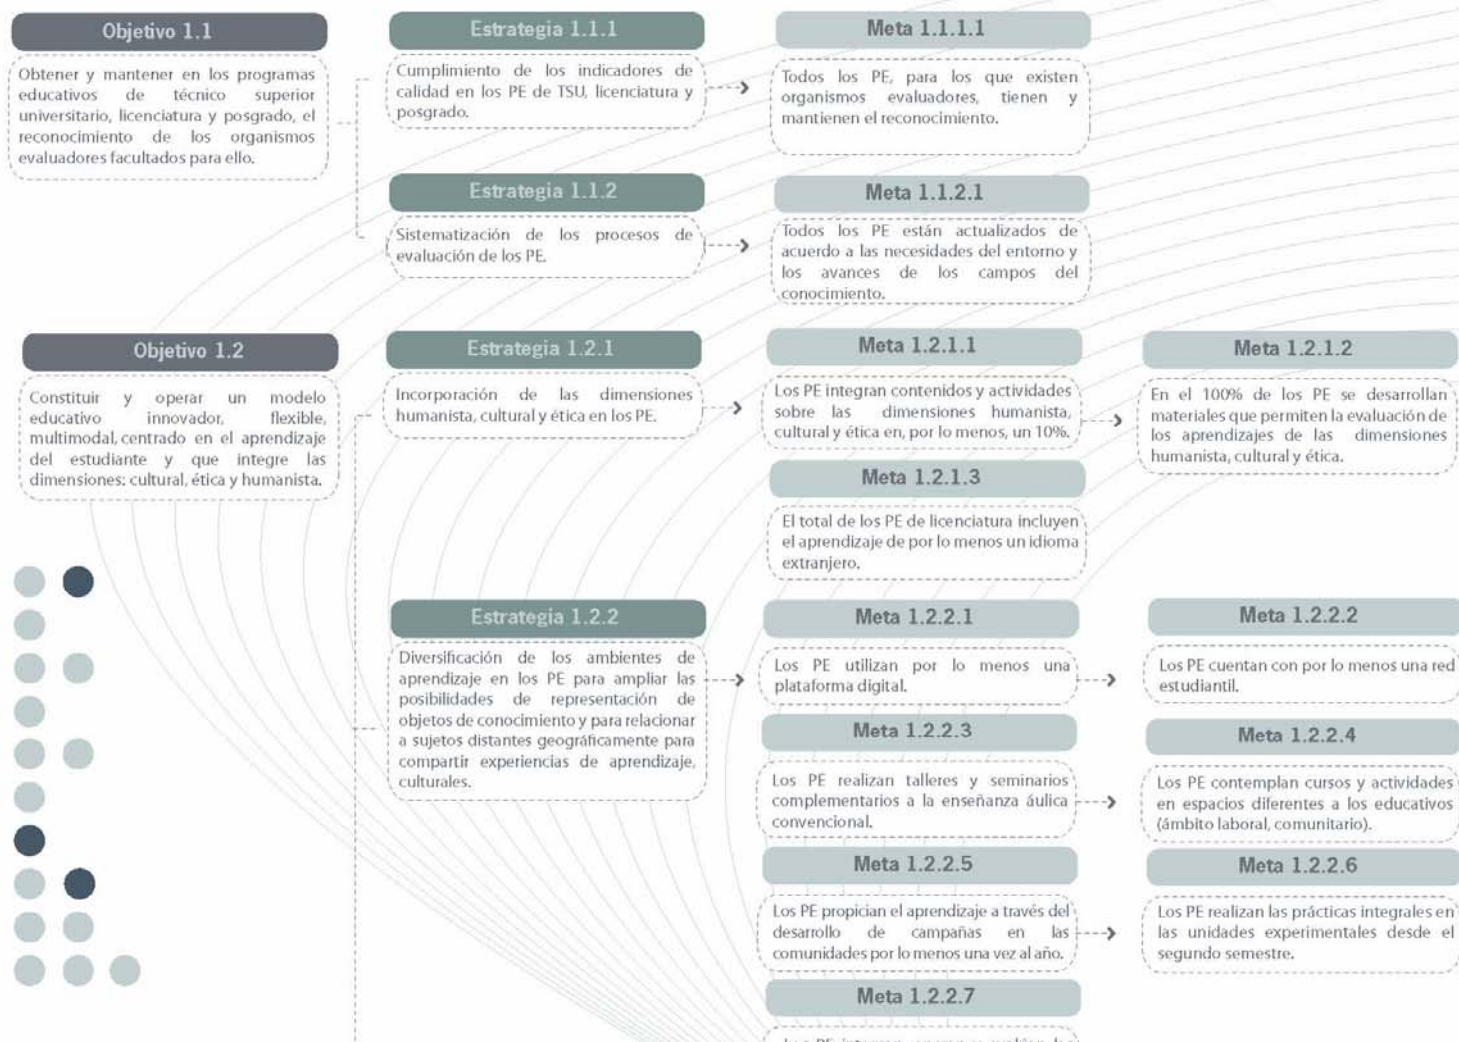 Objetivo 1.1
Obtener y mantener en los programas
educativos de técnico superior
universitario, licenciatura y posgrado, el
reconocimiento de los organismos
evaluadores facultados para ello.
Estrategia 1.1.1
Cumplimiento de los indicadores de
calidad en los PE de TSU, licenciatura y
posgrado.
Meta 1.1.1.1
Todos los PE, para los que existen
organismos evaluadores, tienen y
mantienen el reconocimiento.
Estrategia 1.1.2
Sistematización de los procesos de
evaluación de los PE.
Meta 1.1.2.1
Todos los PE están actualizados de
acuerdo a las necesidades del entorno y
los avances de los campos del
conocimiento.
Objetivo 1.2
Constituir y operar un modelo
educativo innovador, flexible,
multimodal, centrado en el aprendizaje
del estudiante y que integre las
dimensiones: cultural, ética y humanista.
Estrategia 1.2.1
Incorporación de las dimensiones
humanista, cultural y ética en los PE.
Meta 1.2.1.1
Los PE integran contenidos y actividades
sobre las dimensiones humanista,
cultural y ética en, por lo menos, un 10%.
Meta 1.2.1.2
En el 100% de los PE se desarrollan
materiales que permiten la evaluación de
los aprendizajes de las dimensiones
humanista, cultural y ética.
Meta 1.2.1.3
El total de los PE de licenciatura incluyen
el aprendizaje de por lo menos un idioma
extranjero.
Estrategia 1.2.2
Diversificación de los ambientes de
aprendizaje en los PE para ampliar las
posibilidades de representación de
objetos de conocimiento y para relacionar
a sujetos distantes geográficamente para
compartir experiencias de aprendizaje,
culturales.
Meta 1.2.2.1
Los PE utilizan por lo menos una
plataforma digital.
Meta 1.2.2.2
Los PE cuentan con por lo menos una red
estudiantil.
Meta 1.2.2.3
Los PE realizan talleres y seminarios
complementarios a la enseñanza áulica
convencional.
Meta 1.2.2.4
Los PE contemplan cursos y actividades
en espacios diferentes a los educativos
(ámbito laboral, comunitario).
Meta 1.2.2.5
Los PE propician el aprendizaje a través del
desarrollo de campañas en las
comunidades por lo menos una vez al año.
Meta 1.2.2.6
Los PE realizan las prácticas integrales en
las unidades experimentales desde el
segundo semestre.
Meta 1.2.2.7